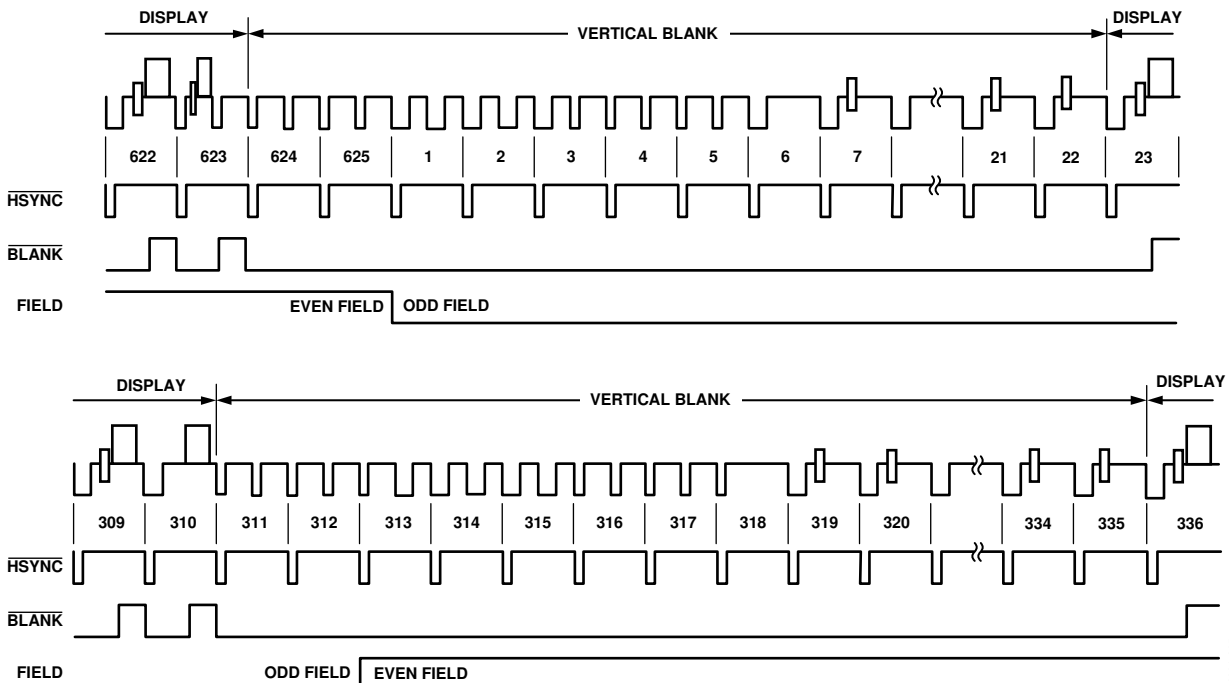 DISPLAY VERTICAL BLANK DISPLAY
622 623 624 625 1 2 3 4 5 6 7 21 22 23
HSYNC
BLANK
FIELD EVEN FIELD ODD FIELD
DISPLAY VERTICAL BLANK DISPLAY
309 310 311 312 313 314 315 316 317 318 319 320 334 335 336
HSYNC
BLANK
FIELD ODD FIELD EVEN FIELD